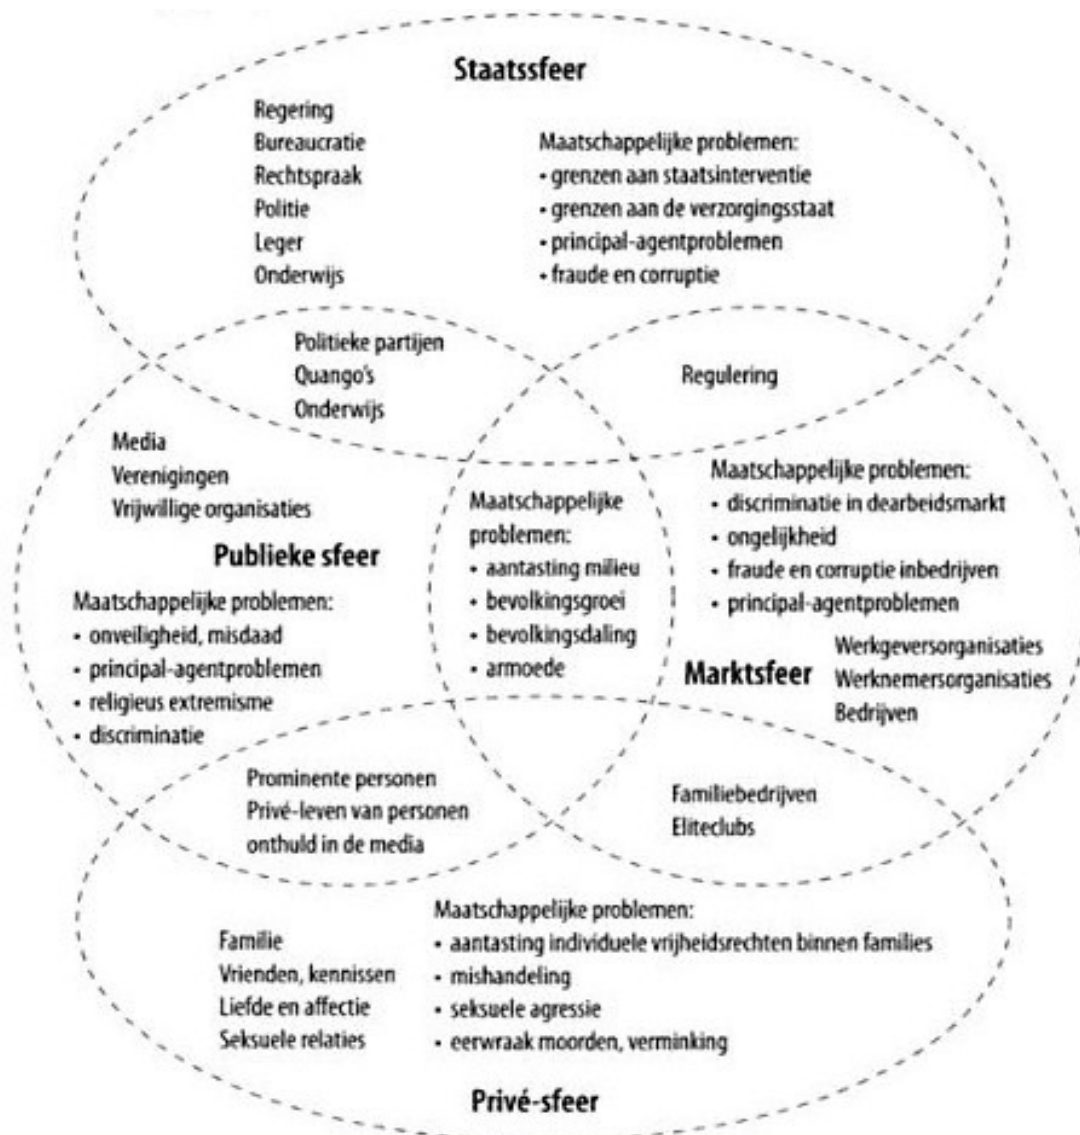 Staatssfeer
Regering
Bureaucratie
Rechtspraak
Politie
Leger
Onderwijs
Maatschappelijke problemen:
• grenzen aan staatsinterventie
• grenzen aan de verzorgingsstaat
• principal-agentproblemen
• fraude en corruptie
Politieke partijen
Quango's
Onderwijs
Regulering
Media
Verenigingen
Vrijwillige organisaties
Publieke sfeer
Maatschappelijke problemen:
• onveiligheid, misdaad
• principal-agentproblemen
• religieus extremisme
• discriminatie
Maatschappelijke
problemen:
• aantasting milieu
• bevolkingsgroei
• bevolkingsdaling
• armoede
Maatschappelijke problemen:
• discriminatie in dearbeidsmarkt
• ongelijkheid
• fraude en corruptie inbedrijven
• principal-agentproblemen
Marktsfeer
Werkgeversorganisaties
Werknemersorganisaties
Bedrijven
Prominente personen
Privé-leven van personen
onthuld in de media
Familiebedrijven
Eliteclubs
Familie
Vrienden, kennissen
Liefde en affectie
Seksuele relaties
Maatschappelijke problemen:
• aantasting individuele vrijheidsrechten binnen families
• mishandeling
• seksuele agressie
• eerwraak moorden, verminking
Privé-sfeer